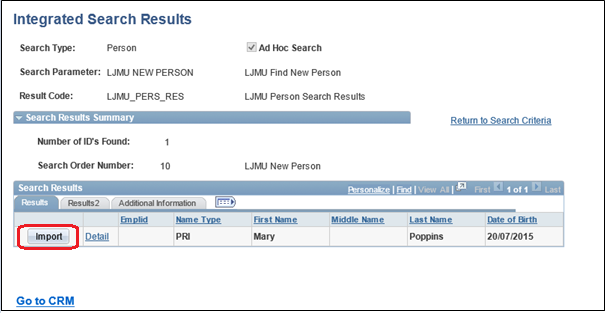 Integrated Search Results
Search Type: Person Ad Hoc Search
Search Parameter: LJMU NEW PERSON LJMU Find New Person
Result Code: LJMU_PERS_RES LJMU Person Search Results
Search Results Summary
Return to Search Criteria
Number of ID's Found: 1
Search Order Number: 10 LJMU New Person
Search Results Personalize | Find | View All | First 1 of 1 Last
Results Results2 Additional Information
Emplid Name Type First Name Middle Name Last Name Date of Birth
Import Detail PRI Mary Poppins 20/07/2015
Go to CRM